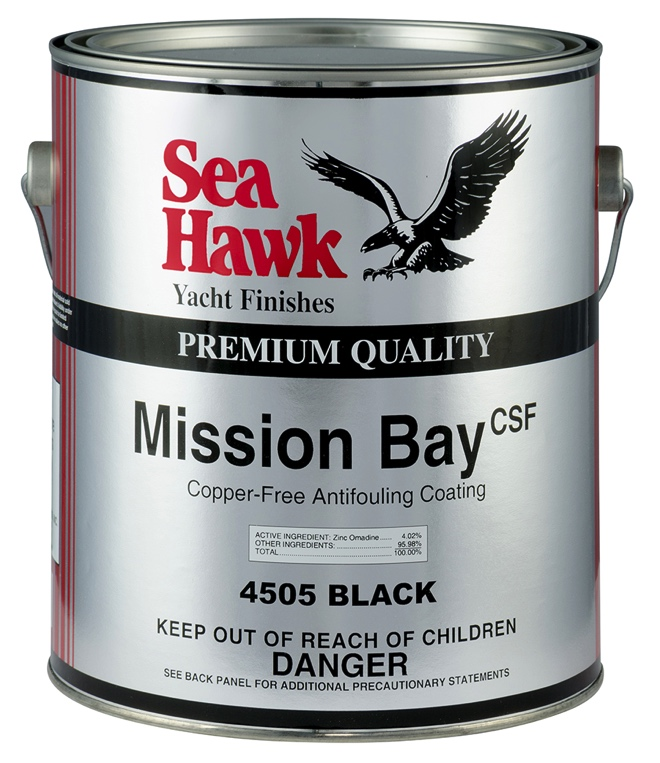 Sea
Hawk
Yacht Finishes
PREMIUM QUALITY
Mission Bay CSF
Copper-Free Antifouling Coating
ACTIVE INGREDIENT: Zinc Omadine...... 4.02%
OTHER INGREDIENTS: ........................ 95.98%
TOTAL................................................ 100.00%
4505 BLACK
KEEP OUT OF REACH OF CHILDREN
DANGER
SEE BACK PANEL FOR ADDITIONAL PRECAUTIONARY STATEMENTS